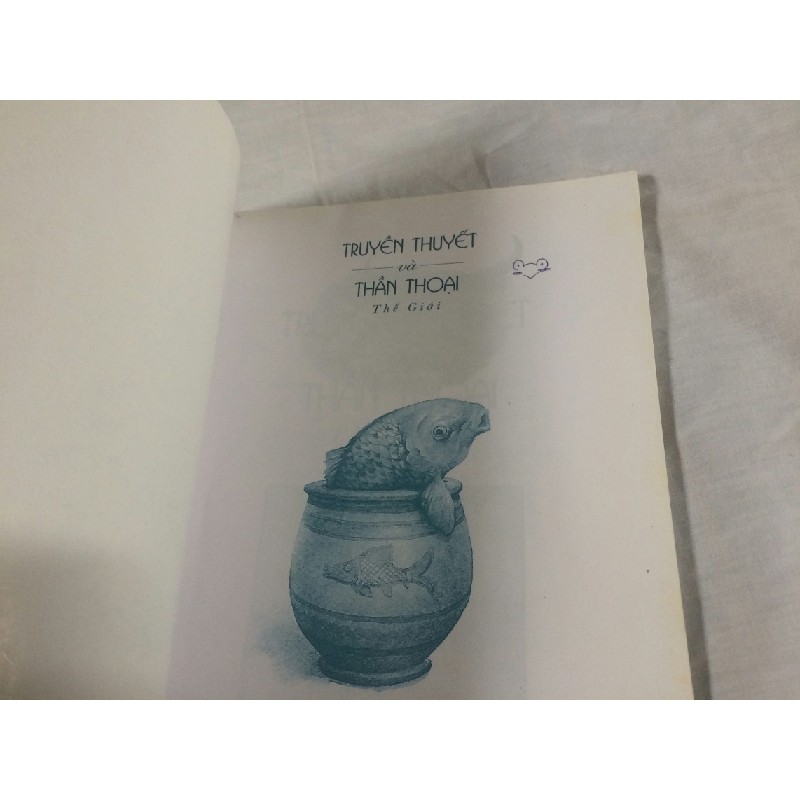 TRUYỀN THUYẾT
và
THẦN THOẠI
Thế Giới